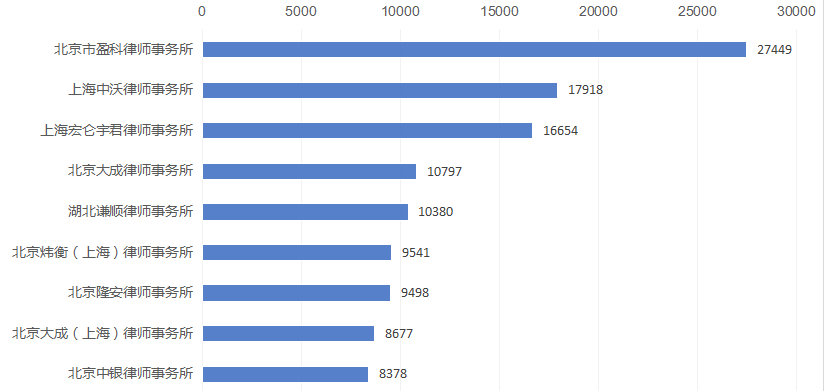 0 5000 10000 15000 20000 25000 30000
北京市盈科律师事务所 27449
上海中沃律师事务所 17918
上海宏仑宇君律师事务所 16654
北京大成律师事务所 10797
湖北谦顺律师事务所 10380
北京炜衡（上海）律师事务所 9541
北京隆安律师事务所 9498
北京大成（上海）律师事务所 8677
北京中银律师事务所 8378